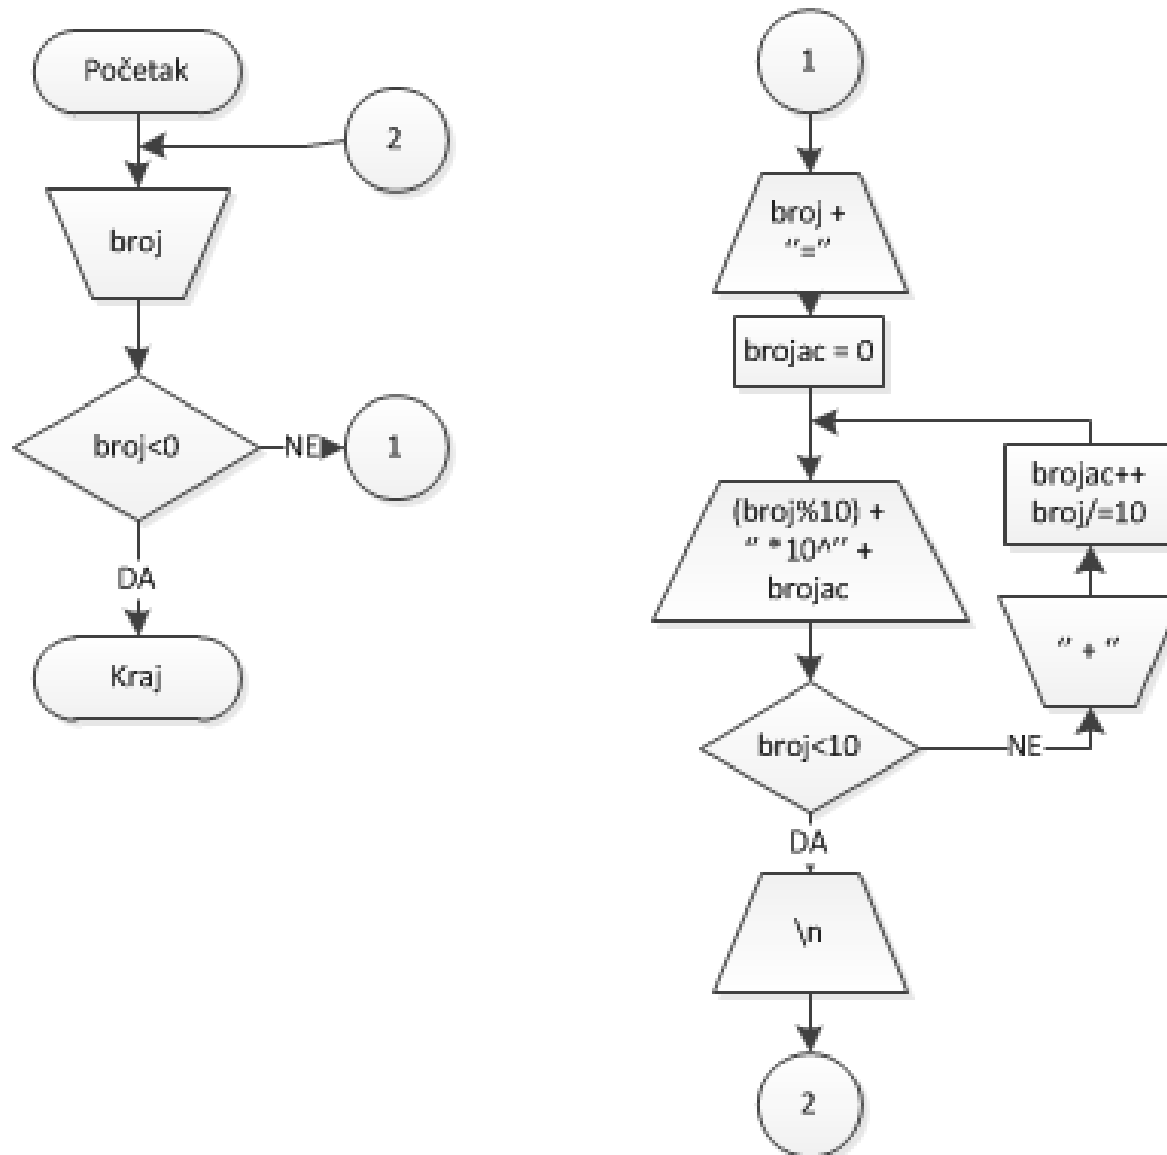 Početak
2
broj
broj<0
NE
1
DA
Kraj
1
broj +
"="
brojac = 0
(broj%10) +
" *10^" +
brojac
brojac++
broj/=10
" + "
broj<10
NE
DA
\n
2